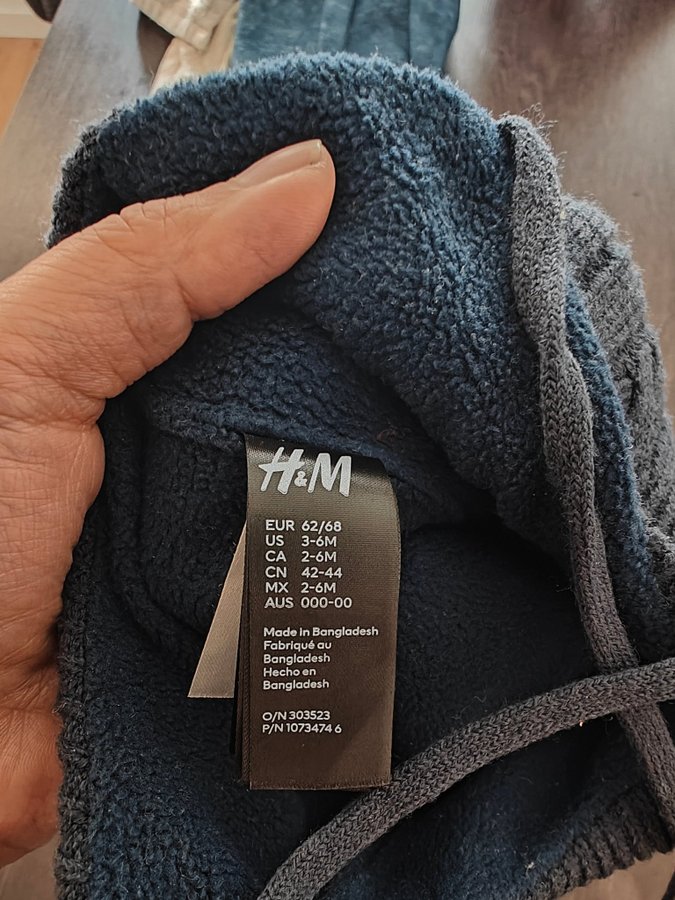 H&M
EUR 62/68
US 3-6M
CA 2-6M
CN 42-44
MX 2-6M
AUS 000-00
Made in Bangladesh
Fabriqué au
Bangladesh
Hecho en
Bangladesh
O/N 303523
P/N 1073474 6